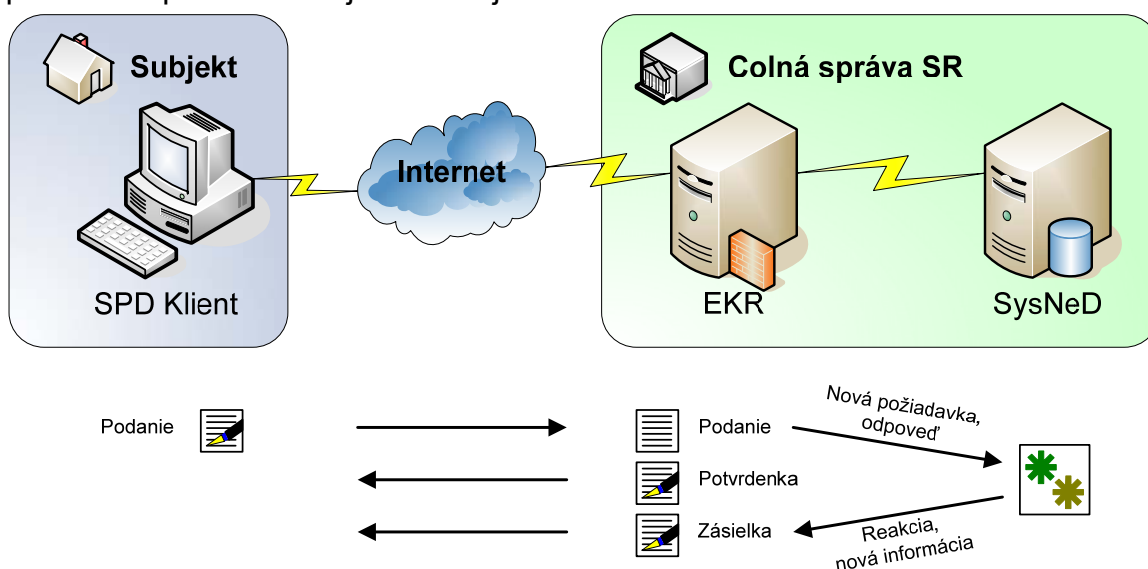 Subjekt
Colná správa SR
Internet
SPD Klient
EKR
SysNeD
Podanie
Podanie
Nová požiadavka,
odpoveď
Potvrdenka
Zásielka
Reakcia,
nová informácia